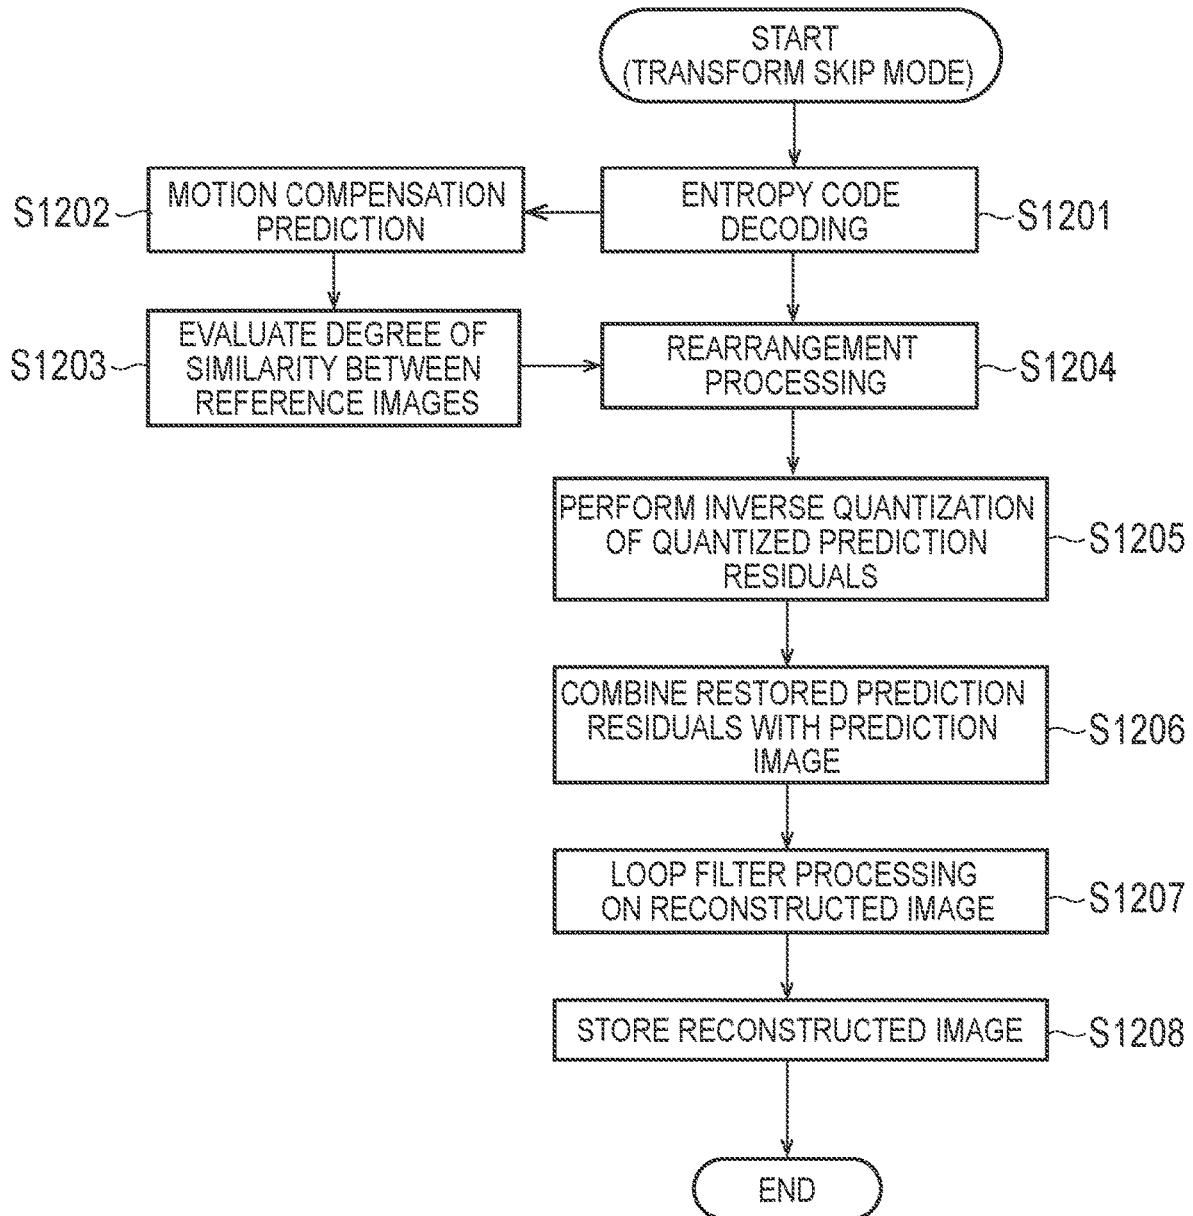 START
(TRANSFORM SKIP MODE)
S1202
MOTION COMPENSATION
PREDICTION
ENTROPY CODE
DECODING
S1201
S1203
EVALUATE DEGREE OF
SIMILARITY BETWEEN
REFERENCE IMAGES
REARRANGEMENT
PROCESSING
S1204
PERFORM INVERSE QUANTIZATION
OF QUANTIZED PREDICTION
RESIDUALS
S1205
COMBINE RESTORED PREDICTION
RESIDUALS WITH PREDICTION
IMAGE
S1206
LOOP FILTER PROCESSING
ON RECONSTRUCTED IMAGE
S1207
STORE RECONSTRUCTED IMAGE
S1208
END